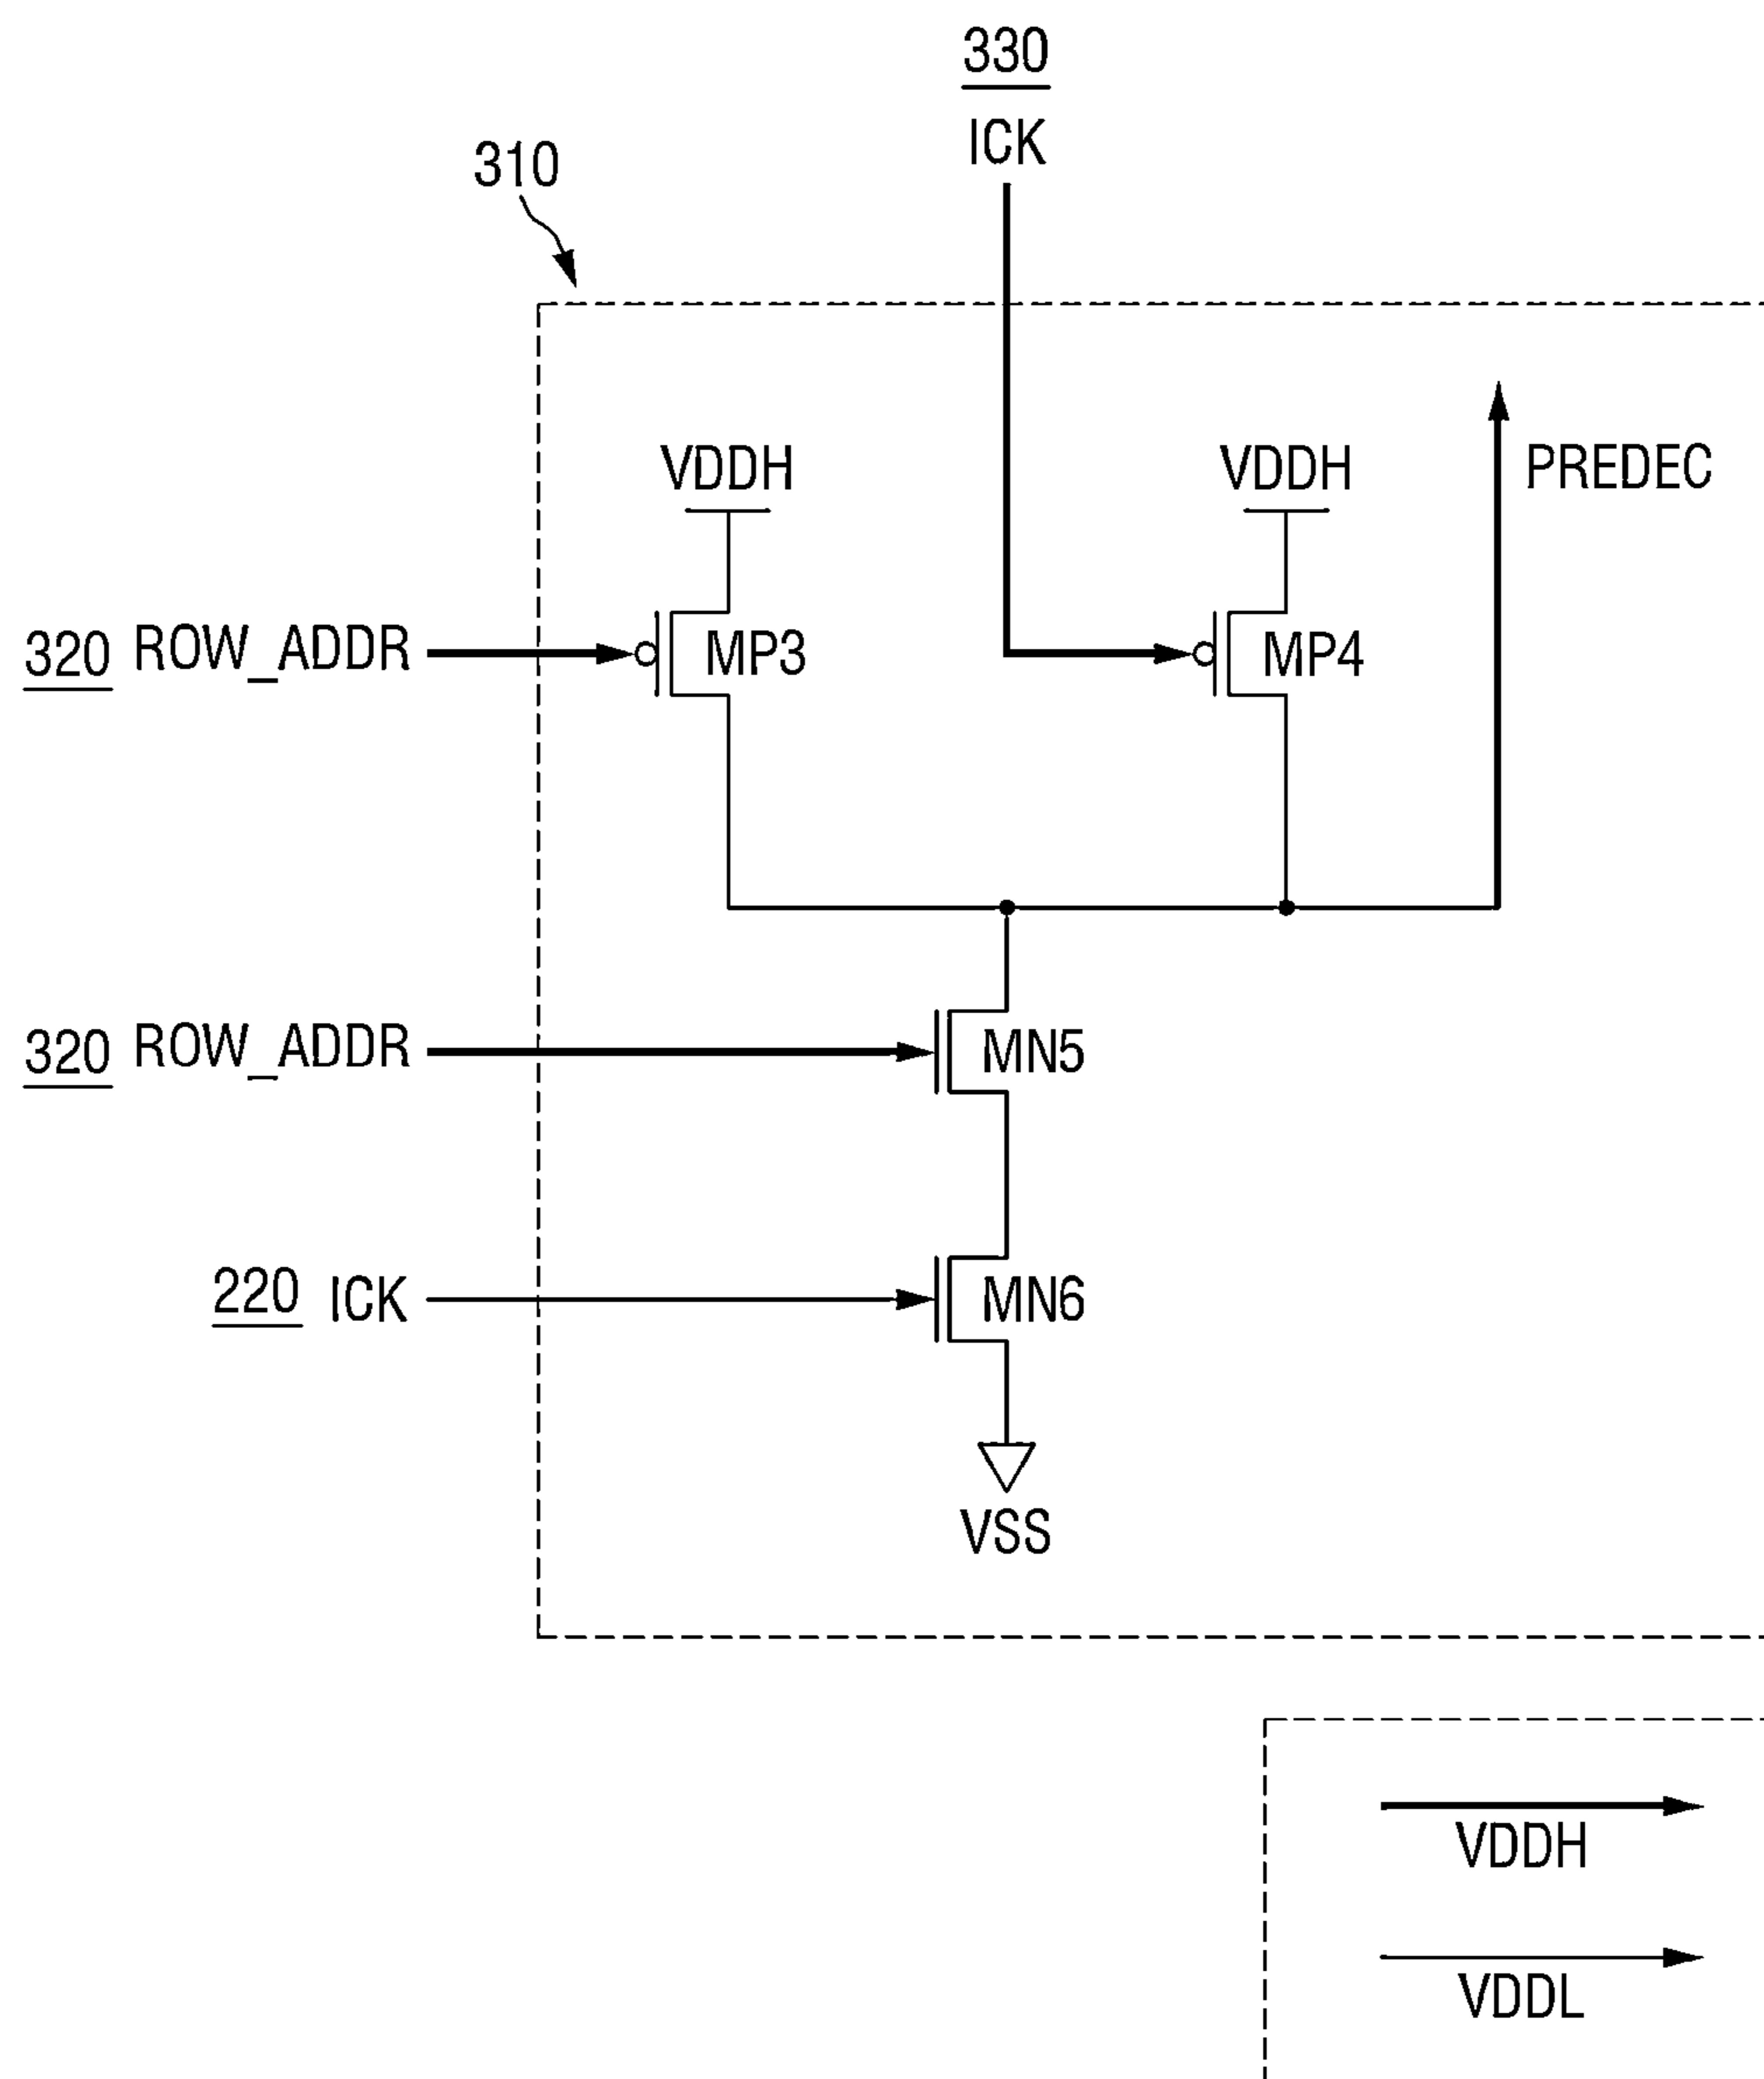 330
ICK
310
VDDH
VDDH
PREDEC
320 ROW_ADDR
MP3
MP4
320 ROW_ADDR
MN5
220 ICK
MN6
VSS
VDDH
VDDL